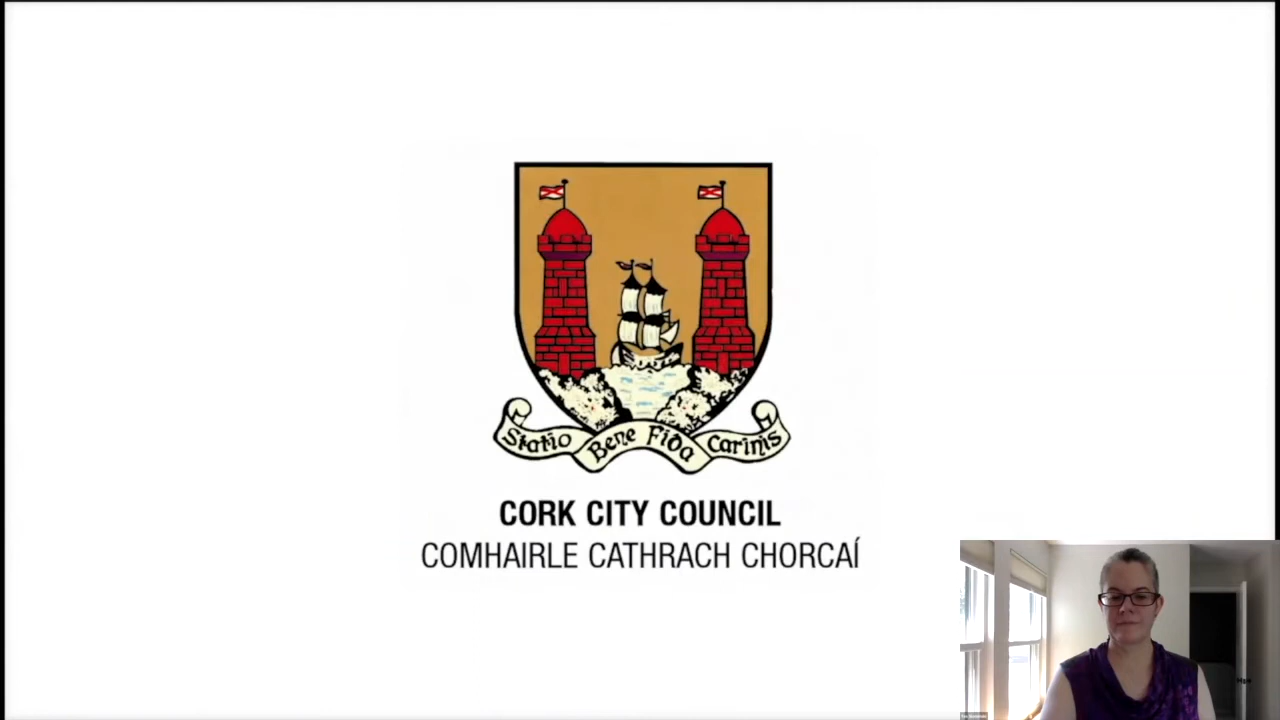 Statio Bene Fida Carinis
CORK CITY COUNCIL
COMHAIRLE CATHRACH CHORCAÍ